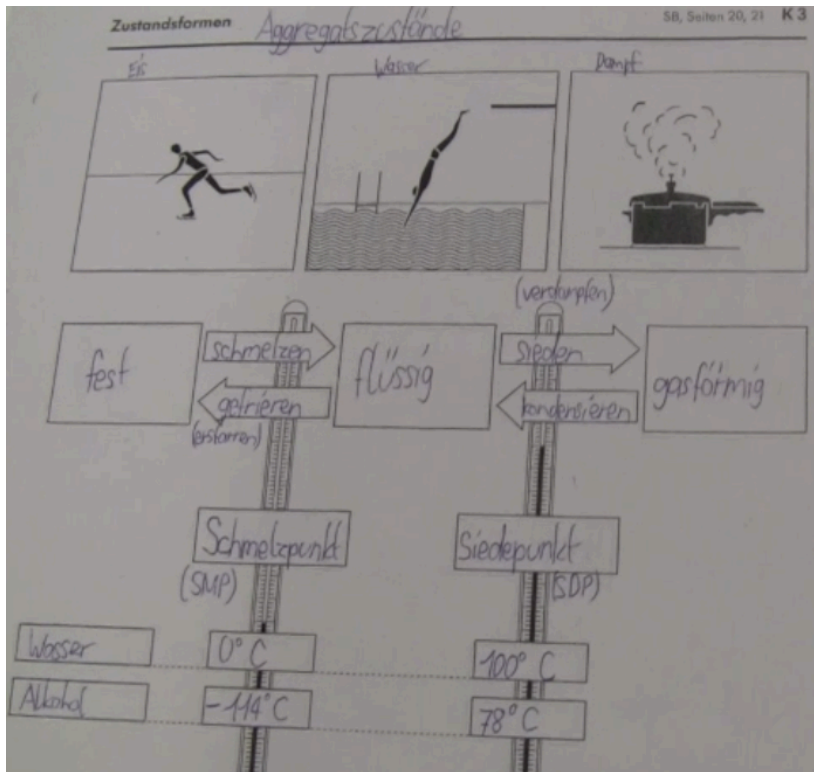 Zustandsformen Aggregatszustände SB, Seiten 20, 21 K 3
Eis Wasser Dampf
(verdampfen)
fest schmelzen flüssig sieden gasförmig
gefrieren kondensieren
(erstarren)
Schmelzpunkt Siedepunkt
(SMP) (SDP)
Wasser 0° C 100° C
Alkohol -114° C 78° C